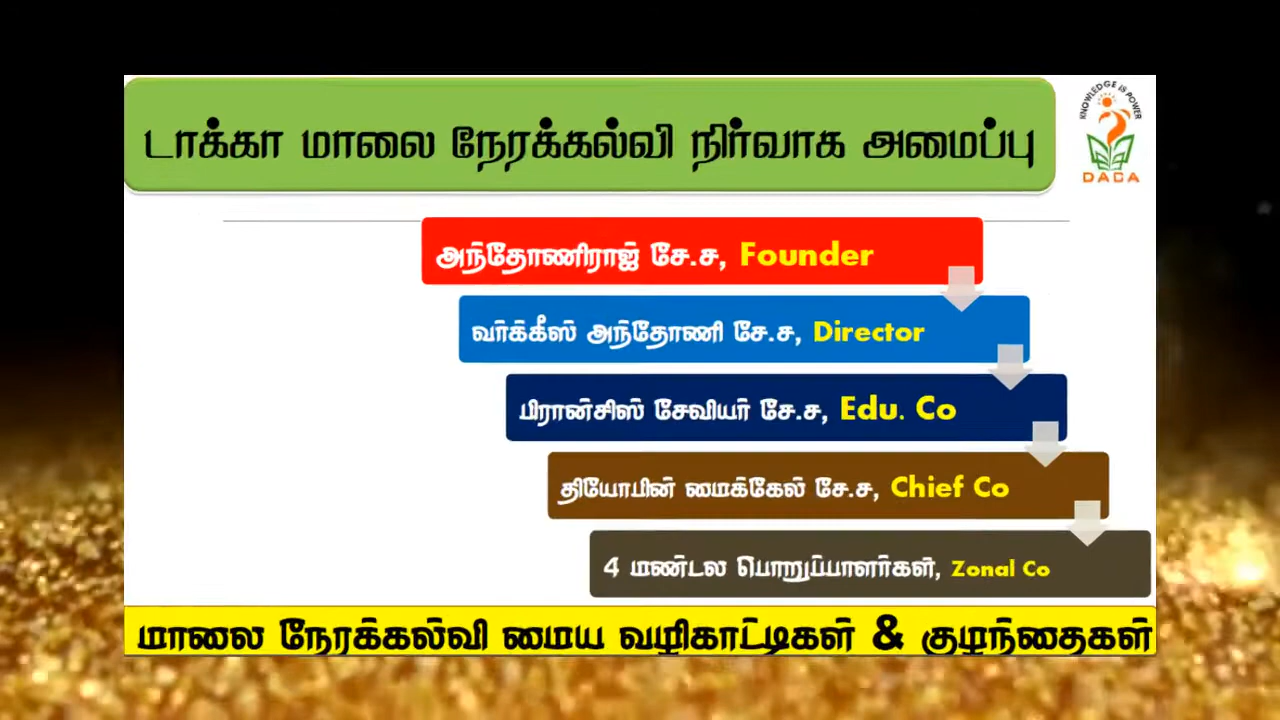 டாக்கா மாலை நேரக்கல்வி நிர்வாக அமைப்பு
KNOWLEDGE IS POWER
DACA
அந்தோணிராஜ் சே.ச, Founder
வர்க்கீஸ் அந்தோணி சே.ச, Director
பிரான்சிஸ் சேவியர் சே.ச, Edu. Co
தியோபின் மைக்கேல் சே.ச, Chief Co
4 மண்டல பொறுப்பாளர்கள், Zonal Co
மாலை நேரக்கல்வி மைய வழிகாட்டிகள் & குழந்தைகள்